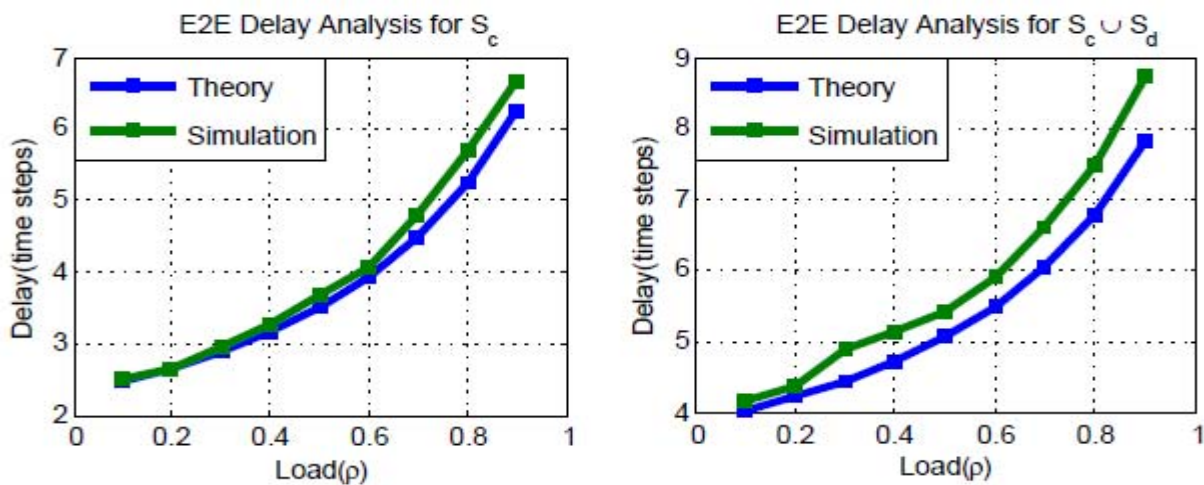 E2E Delay Analysis for S_c
7
6
5
4
3
2
Delay(time steps)
Theory
Simulation
0 0.2 0.4 0.6 0.8 1
Load(ρ)
E2E Delay Analysis for S_c ∪ S_d
9
8
7
6
5
4
Delay(time steps)
Theory
Simulation
0 0.2 0.4 0.6 0.8 1
Load(ρ)